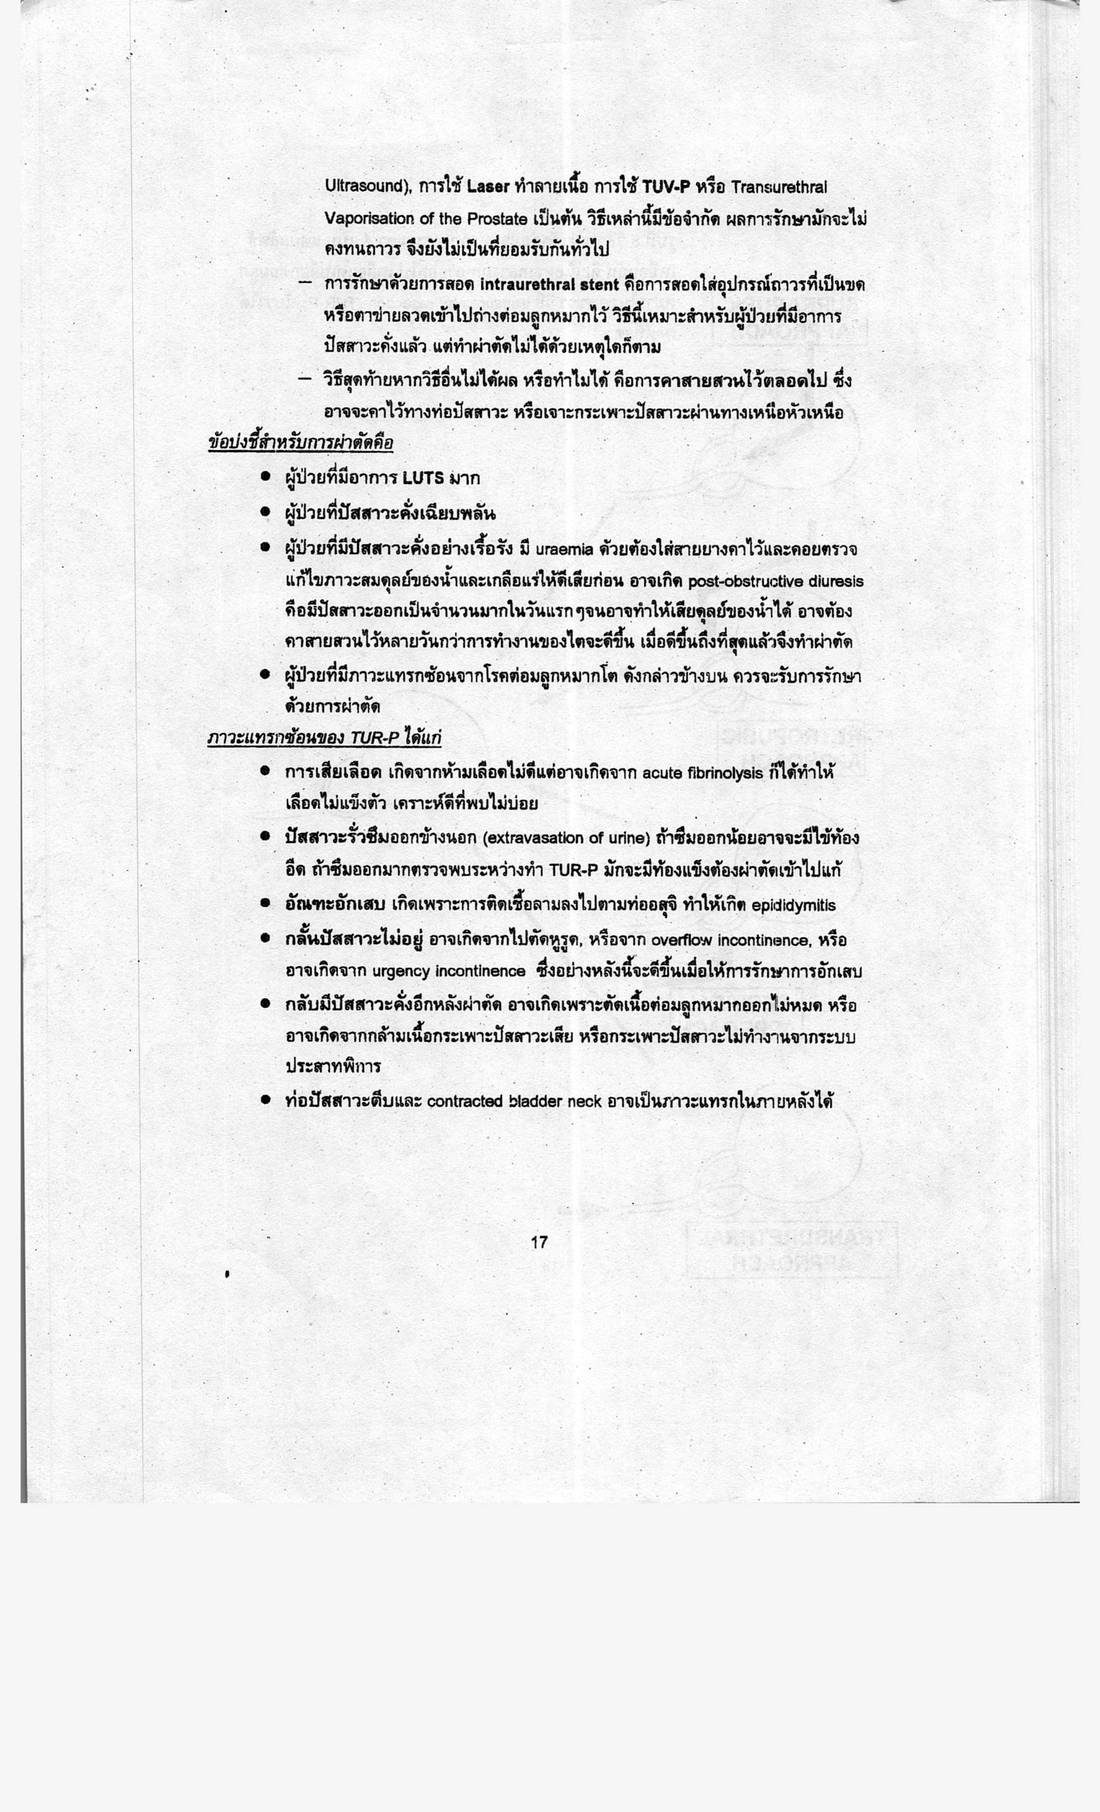 Ultrasound), การใช้ Laser ทำลายเนื้อ การใช้ TUV-P หรือ Transurethral
Vaporisation of the Prostate เป็นต้น วิธีเหล่านี้มีข้อจำกัด ผลการรักษามักจะไม่
คงทนถาวร จึงยังไม่เป็นที่ยอมรับกันทั่วไป
— การรักษาด้วยการสอด intraurethral stent คือการสอดใส่อุปกรณ์ถาวรที่เป็นขด
หรือตาข่ายลวดเข้าไปถ่างต่อมลูกหมากไว้ วิธีนี้เหมาะสำหรับผู้ป่วยที่มีอาการ
ปัสสาวะคั่งแล้ว แต่ทำผ่าตัดไม่ได้ด้วยเหตุใดก็ตาม
— วิธีสุดท้ายหากวิธีอื่นไม่ได้ผล หรือทำไม่ได้ คือการคาสายสวนไว้ตลอดไป ซึ่ง
อาจจะคาไว้ทางท่อปัสสาวะ หรือเจาะกระเพาะปัสสาวะผ่านทางเหนือหัวเหน่า
ข้อบ่งชี้สำหรับการผ่าตัดคือ
● ผู้ป่วยที่มีอาการ LUTS มาก
● ผู้ป่วยที่ปัสสาวะคั่งเฉียบพลัน
● ผู้ป่วยที่มีปัสสาวะคั่งอย่างเรื้อรัง มี uraemia ด้วยต้องใส่สายยางคาไว้และคอยตรวจ
แก้ไขภาวะสมดุลย์ของน้ำและเกลือแร่ให้ดีเสียก่อน อาจเกิด post-obstructive diuresis
คือมีปัสสาวะออกเป็นจำนวนมากในวันแรกๆจนอาจทำให้เสียดุลย์ของน้ำได้ อาจต้อง
คาสายสวนไว้หลายวันกว่าการทำงานของไตจะดีขึ้น เมื่อดีขึ้นถึงที่สุดแล้วจึงทำผ่าตัด
● ผู้ป่วยที่มีภาวะแทรกซ้อนจากโรคต่อมลูกหมากโต ดังกล่าวข้างบน ควรจะรับการรักษา
ด้วยการผ่าตัด
ภาวะแทรกซ้อนของ TUR-P ได้แก่
● การเสียเลือด เกิดจากห้ามเลือดไม่ดีแต่อาจเกิดจาก acute fibrinolysis ก็ได้ทำให้
เลือดไม่แข็งตัว เคราะห์ดีที่พบไม่บ่อย
● ปัสสาวะรั่วซึมออกข้างนอก (extravasation of urine) ถ้าซึมออกน้อยอาจจะมีไข้ท้อง
อืด ถ้าซึมออกมากตรวจพบระหว่างทำ TUR-P มักจะมีท้องแข็งต้องผ่าตัดเข้าไปแก้
● อัณฑะอักเสบ เกิดเพราะการติดเชื้อลามลงไปตามท่ออสุจิ ทำให้เกิด epididymitis
● กลั้นปัสสาวะไม่อยู่ อาจเกิดจากไปตัดหูรูด, หรือจาก overflow incontinence, หรือ
อาจเกิดจาก urgency incontinence ซึ่งอย่างหลังนี้จะดีขึ้นเมื่อให้การรักษาการอักเสบ
● กลับมีปัสสาวะคั่งอีกหลังผ่าตัด อาจเกิดเพราะตัดเนื้อต่อมลูกหมากออกไม่หมด หรือ
อาจเกิดจากกล้ามเนื้อกระเพาะปัสสาวะเสีย หรือกระเพาะปัสสาวะไม่ทำงานจากระบบ
ประสาทพิการ
● ท่อปัสสาวะตีบและ contracted bladder neck อาจเป็นภาวะแทรกในภายหลังได้
17